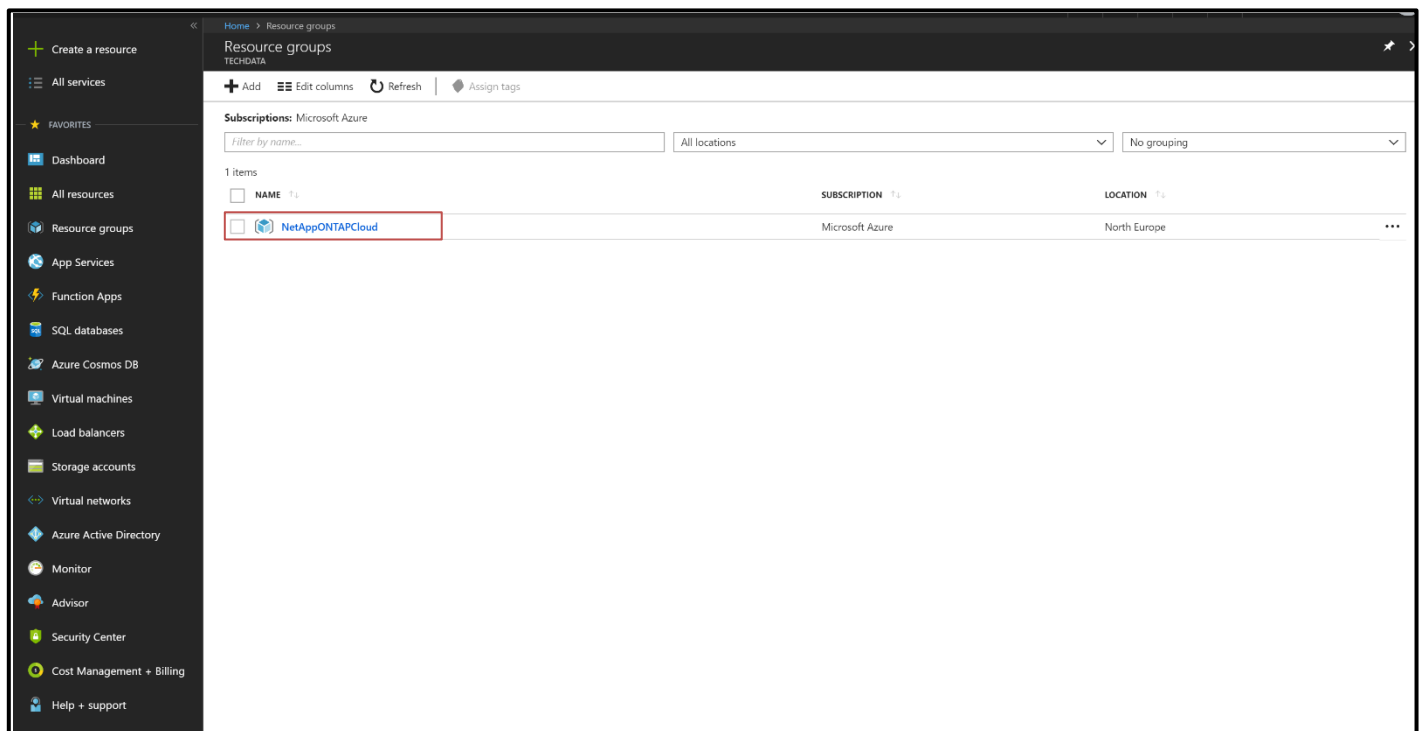 Home > Resource groups
Resource groups
TECHDATA
Create a resource
All services
FAVORITES
Dashboard
All resources
Resource groups
App Services
Function Apps
SQL databases
Azure Cosmos DB
Virtual machines
Load balancers
Storage accounts
Virtual networks
Azure Active Directory
Monitor
Advisor
Security Center
Cost Management + Billing
Help + support
Add Edit columns Refresh Assign tags
Subscriptions: Microsoft Azure
Filter by name... All locations No grouping
1 items
NAME SUBSCRIPTION LOCATION
NetAppONTAPCloud Microsoft Azure North Europe